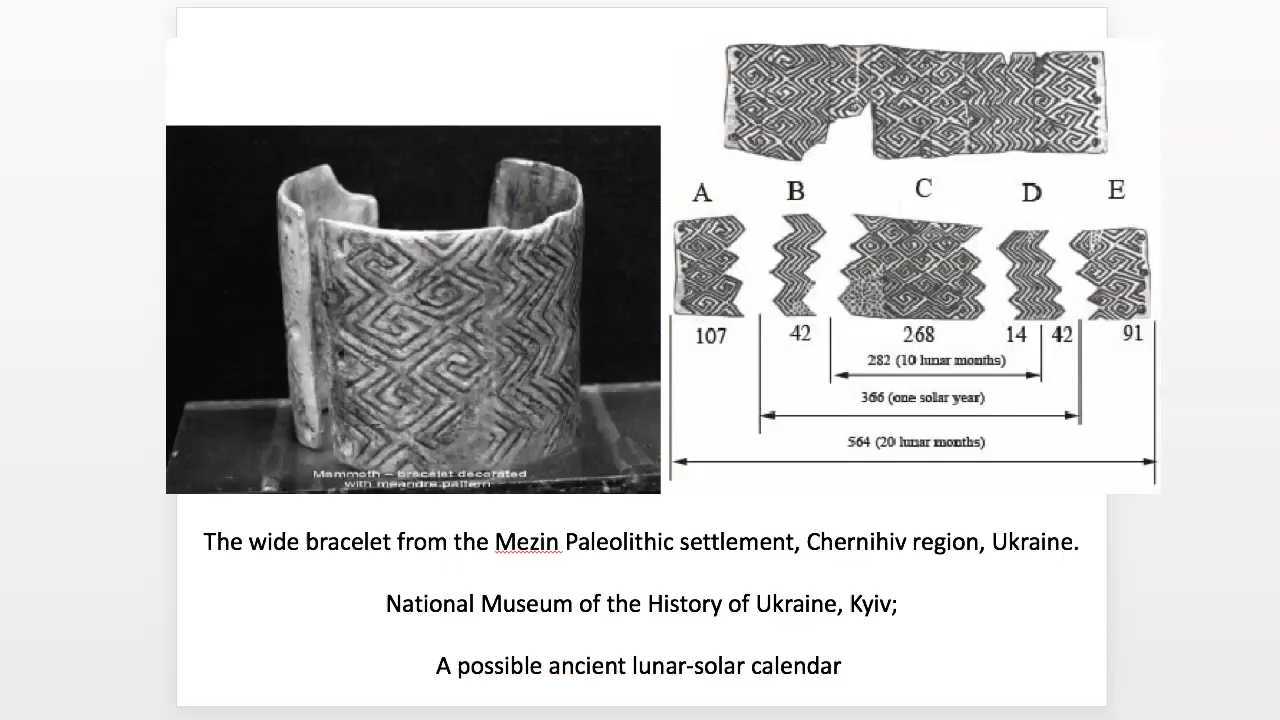 A B C D E
107 42 268 14 42 91
282 (10 lunar months)
366 (one solar year)
564 (20 lunar months)
Mammoth – bracelet decorated
with meandre pattern
The wide bracelet from the Mezin Paleolithic settlement, Chernihiv region, Ukraine.
National Museum of the History of Ukraine, Kyiv;
A possible ancient lunar-solar calendar